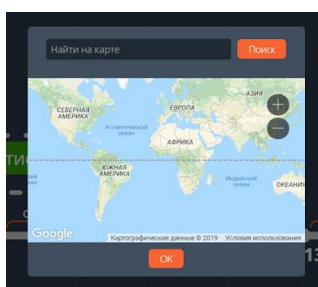 Найти на карте
Поиск
АЗИЯ
СЕВЕРНАЯ
АМЕРИКА
ЕВРОПА
Атлантический
океан
АФРИКА
ЮЖНАЯ
АМЕРИКА
Индийский
океан
ОКЕАНИ
Google
Картографические данные © 2019 Условия использования
OK